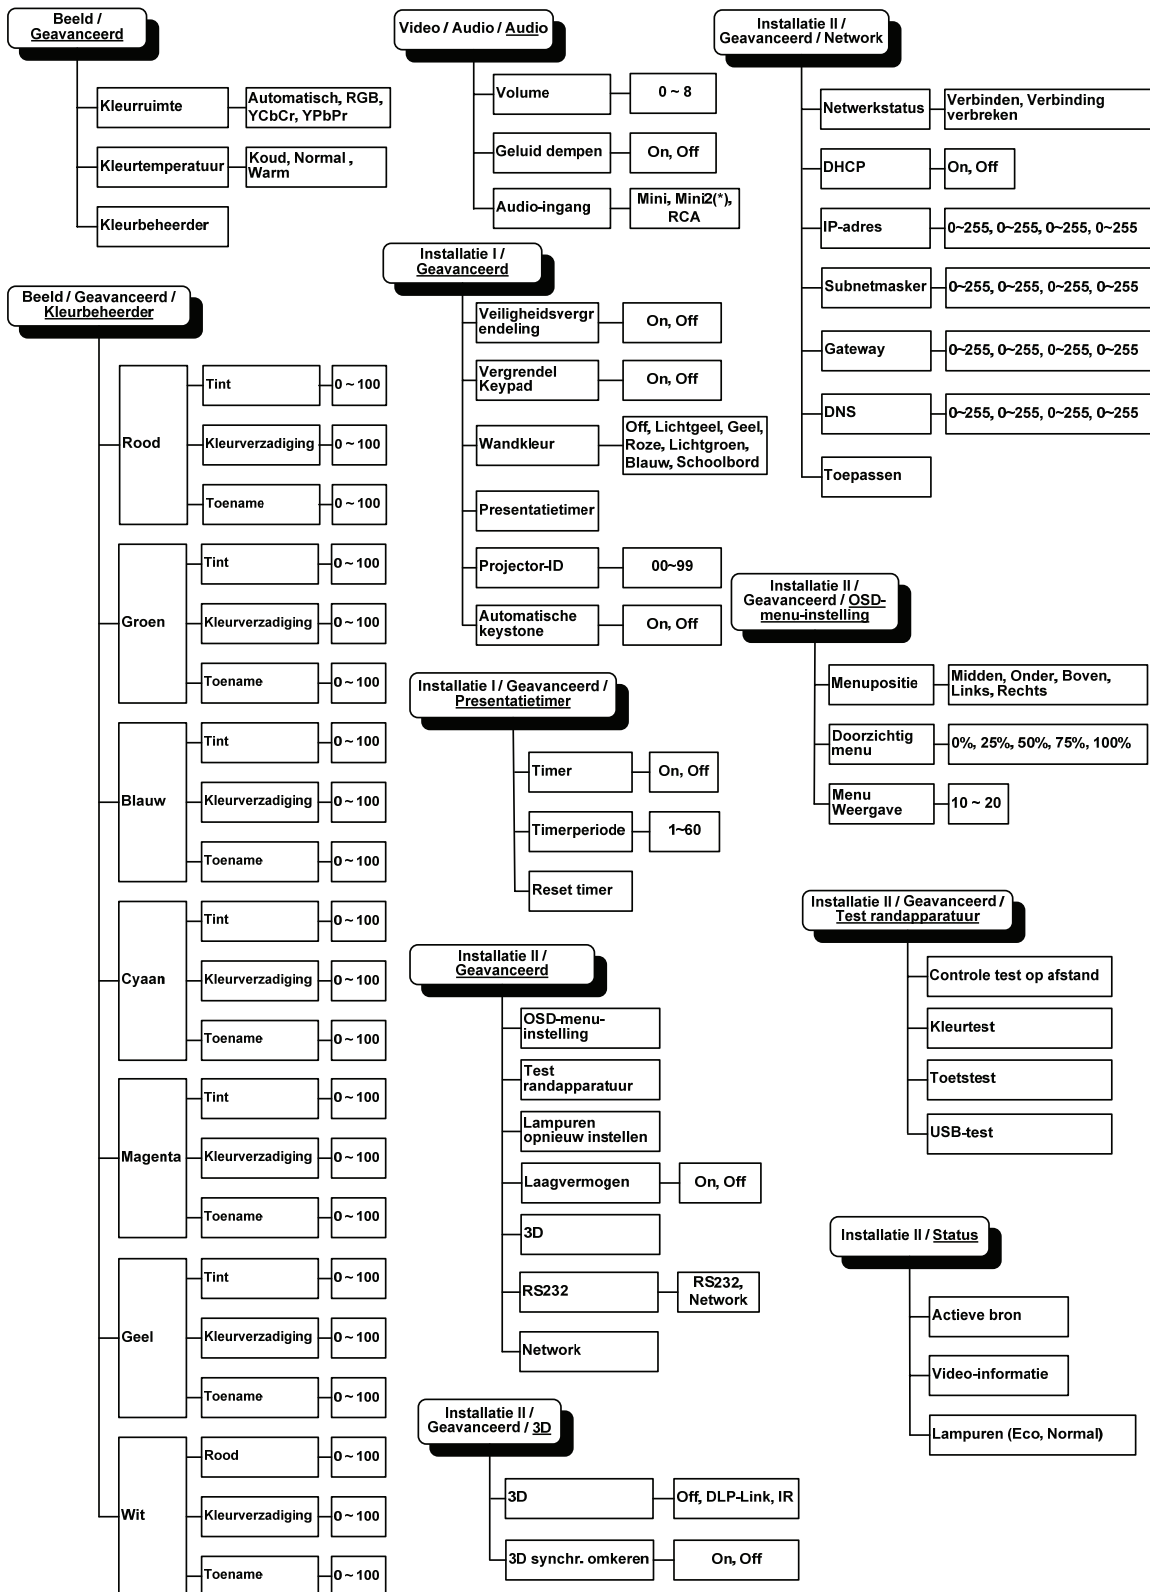 Beeld /
Geavanceerd
Kleurruimte
Automatisch, RGB,
YCbCr, YPbPr
Kleurtemperatuur
Koud, Normal ,
Warm
Kleurbeheerder
Beeld / Geavanceerd /
Kleurbeheerder
Rood
Tint
0 ~ 100
Kleurverzadiging
0 ~ 100
Toename
0 ~ 100
Groen
Tint
0 ~ 100
Kleurverzadiging
0 ~ 100
Toename
0 ~ 100
Blauw
Tint
0 ~ 100
Kleurverzadiging
0 ~ 100
Toename
0 ~ 100
Cyaan
Tint
0 ~ 100
Kleurverzadiging
0 ~ 100
Toename
0 ~ 100
Magenta
Tint
0 ~ 100
Kleurverzadiging
0 ~ 100
Toename
0 ~ 100
Geel
Tint
0 ~ 100
Kleurverzadiging
0 ~ 100
Toename
0 ~ 100
Wit
Rood
0 ~ 100
Kleurverzadiging
0 ~ 100
Toename
0 ~ 100
Video / Audio / Audio
Volume
0 ~ 8
Geluid dempen
On, Off
Audio-ingang
Mini, Mini2(*),
RCA
Installatie I /
Geavanceerd
Veiligheidsvergr
endeling
On, Off
Vergrendel
Keypad
On, Off
Wandkleur
Off, Lichtgeel, Geel,
Roze, Lichtgroen,
Blauw, Schoolbord
Presentatietimer
Projector-ID
00~99
Automatische
keystone
On, Off
Installatie I / Geavanceerd /
Presentatietimer
Timer
On, Off
Timerperiode
1~60
Reset timer
Installatie II /
Geavanceerd
OSD-menu-
instelling
Test
randapparatuur
Lampuren
opnieuw instellen
Laagvermogen
On, Off
3D
RS232
RS232,
Network
Network
Installatie II /
Geavanceerd / 3D
3D
Off, DLP-Link, IR
3D synchr. omkeren
On, Off
Installatie II /
Geavanceerd / Network
Netwerkstatus
Verbinden, Verbinding
verbreken
DHCP
On, Off
IP-adres
0~255, 0~255, 0~255, 0~255
Subnetmasker
0~255, 0~255, 0~255, 0~255
Gateway
0~255, 0~255, 0~255, 0~255
DNS
0~255, 0~255, 0~255, 0~255
Toepassen
Installatie II /
Geavanceerd / OSD-
menu-instelling
Menupositie
Midden, Onder, Boven,
Links, Rechts
Doorzichtig
menu
0%, 25%, 50%, 75%, 100%
Menu
Weergave
10 ~ 20
Installatie II / Geavanceerd /
Test randapparatuur
Controle test op afstand
Kleurtest
Toetstest
USB-test
Installatie II / Status
Actieve bron
Video-informatie
Lampuren (Eco, Normal)